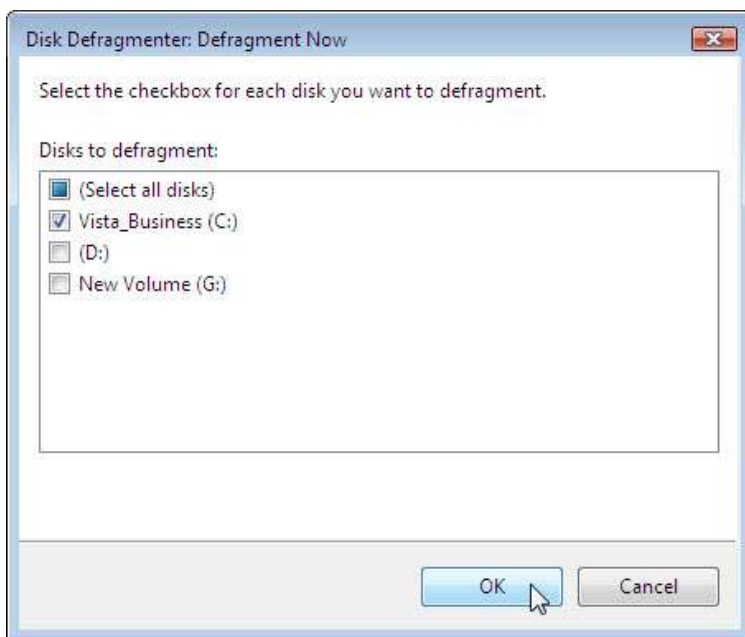 Disk Defragmenter: Defragment Now
Select the checkbox for each disk you want to defragment.
Disks to defragment:
(Select all disks)
Vista_Business (C:)
(D:)
New Volume (G:)
OK
Cancel